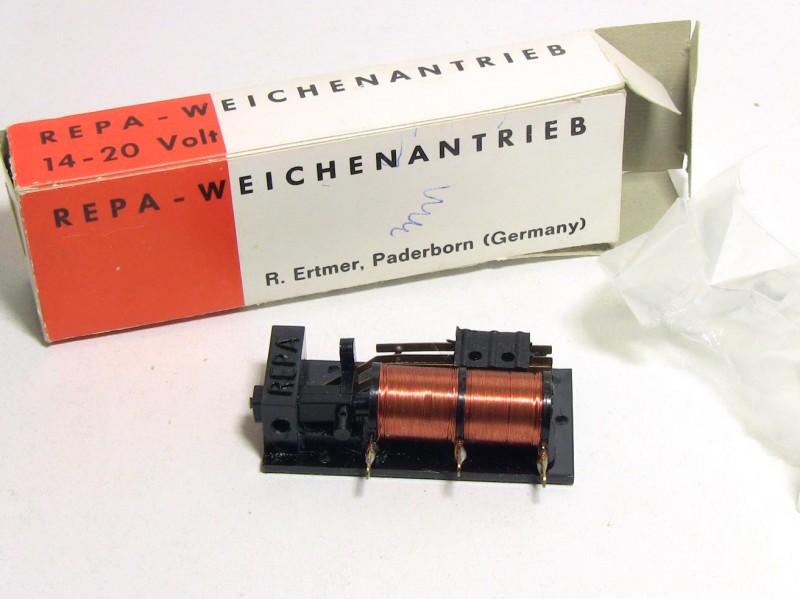 REPA - WEICHENANTRIEB
14-20 Volt
REPA - WEICHENANTRIEB
R. Ertmer, Paderborn (Germany)
REPA